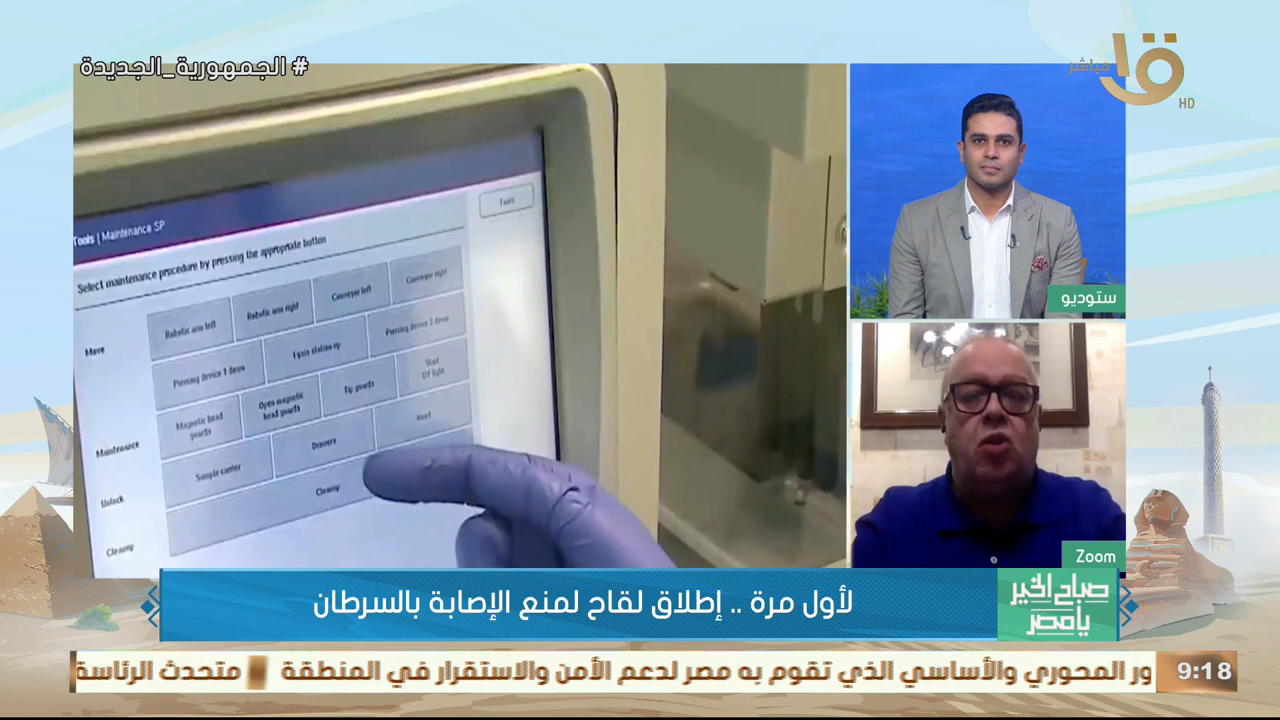 # الجمهورية_الجديدة
مباشر
HD
Tools | Maintenance SP
Tools
Select maintenance procedure by pressing the appropriate button
Move
Robotic arm left
Robotic arm right
Conveyor left
Conveyor right
Piercing device 1 down
Lysis station up
Piercing device 2 down
Maintenance
Magnetic head
guards
Open magnetic
head guards
Tip guards
Start
UV light
Unlock
Sample carrier
Drawers
Hood
Cleanup
Cleanup
ستوديو
Zoom
لأول مرة .. إطلاق لقاح لمنع الإصابة بالسرطان
صباح الخير
يا مصر
ور المحوري والأساسي الذي تقوم به مصر لدعم الأمن والاستقرار في المنطقة
متحدث الرئاسة
9:18